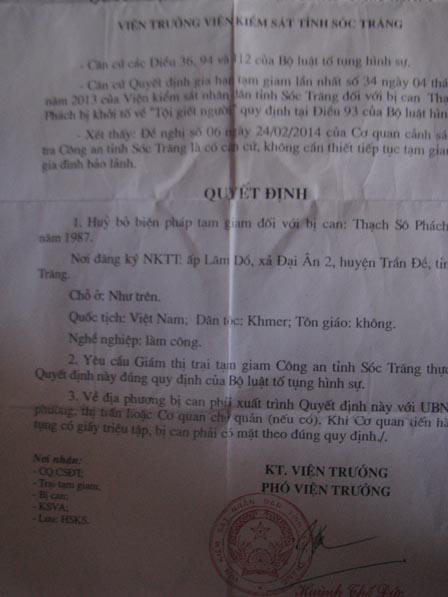 VIỆN TRƯỞNG VIỆN KIỂM SÁT TỈNH SÓC TRĂNG
- Căn cứ các Điều 36, 94 và 112 của Bộ luật tố tụng hình sự.
- Căn cứ Quyết định gia hạn tạm giam lần nhất số 34 ngày 04 thá
năm 2013 của Viện kiểm sát nhân dân tỉnh Sóc Trăng đối với bị can Thạch
Phách bị khởi tố về "Tội giết người" quy định tại Điều 93 của Bộ luật hình
- Xét thấy: Đề nghị số 06 ngày 24/02/2014 của Cơ quan cảnh sá
tra Công an tỉnh Sóc Trăng là có căn cứ, không cần thiết tiếp tục tạm giam
gia đình bảo lãnh.
QUYẾT ĐỊNH
1. Huỷ bỏ biện pháp tạm giam đối với bị can: Thạch Sô Phách
năm 1987.
Nơi đăng ký NKTT: ấp Lâm Dồ, xã Đại Ân 2, huyện Trần Đề, tỉn
Trăng.
Chỗ ở: Như trên.
Quốc tịch: Việt Nam; Dân tộc: Khmer; Tôn giáo: không.
Nghề nghiệp: làm công.
2. Yêu cầu Giám thị trại tạm giam Công an tỉnh Sóc Trăng thực
Quyết định này đúng quy định của Bộ luật tố tụng hình sự.
3. Về địa phương bị can phải xuất trình Quyết định này với UBN
phường, thị trấn hoặc Cơ quan chủ quản (nếu có). Khi Cơ quan tiến hà
tụng có giấy triệu tập, bị can phải có mặt theo đúng quy định./.
Nơi nhận:
- CQ CSĐT;
- Trại tạm giam;
- Bị can;
- KSVA;
- Lưu: HSKS.
KT. VIỆN TRƯỞNG
PHÓ VIỆN TRƯỞNG
Huỳnh Thế Đức